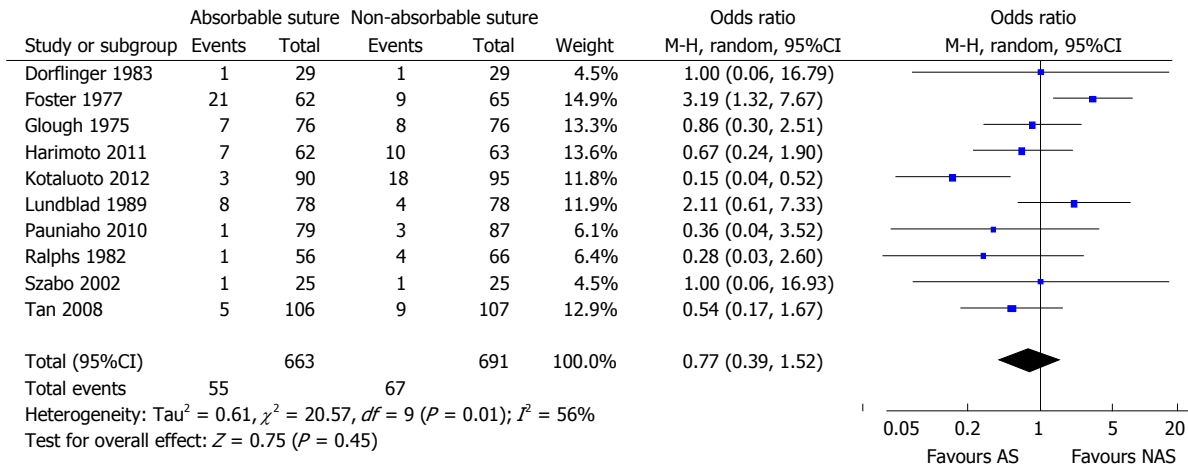 Absorbable suture Non-absorbable suture Odds ratio Odds ratio
Study or subgroup Events Total Events Total Weight M-H, random, 95%CI M-H, random, 95%CI
Dorflinger 1983 1 29 1 29 4.5% 1.00 (0.06, 16.79)
Foster 1977 21 62 9 65 14.9% 3.19 (1.32, 7.67)
Glough 1975 7 76 8 76 13.3% 0.86 (0.30, 2.51)
Harimoto 2011 7 62 10 63 13.6% 0.67 (0.24, 1.90)
Kotaluoto 2012 3 90 18 95 11.8% 0.15 (0.04, 0.52)
Lundblad 1989 8 78 4 78 11.9% 2.11 (0.61, 7.33)
Pauniaho 2010 1 79 3 87 6.1% 0.36 (0.04, 3.52)
Ralphs 1982 1 56 4 66 6.4% 0.28 (0.03, 2.60)
Szabo 2002 1 25 1 25 4.5% 1.00 (0.06, 16.93)
Tan 2008 5 106 9 107 12.9% 0.54 (0.17, 1.67)
Total (95%CI) 663 691 100.0% 0.77 (0.39, 1.52)
Total events 55 67
Heterogeneity: Tau² = 0.61, χ² = 20.57, df = 9 (P = 0.01); I² = 56%
Test for overall effect: Z = 0.75 (P = 0.45)
0.05 0.2 1 5 20
Favours AS Favours NAS